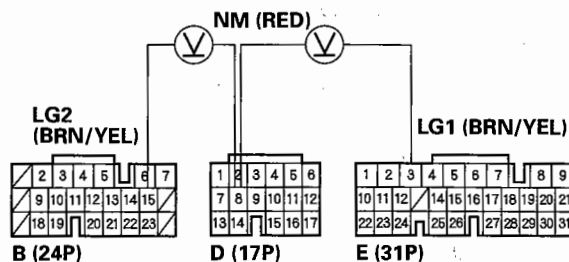 NM (RED)
V V
LG2
(BRN/YEL)
LG1 (BRN/YEL)
2 3 4 5 6 7
9 10 11 12 13 14 15
18 19 20 21 22 23
B (24P)
1 2 3 4 5 6
7 8 9 10 11 12
13 14 15 16 17
D (17P)
1 2 3 4 5 6 7 8 9
10 11 12 14 15 16 17 18 19 20 21
22 23 24 25 26 27 28 29 30 31
E (31P)